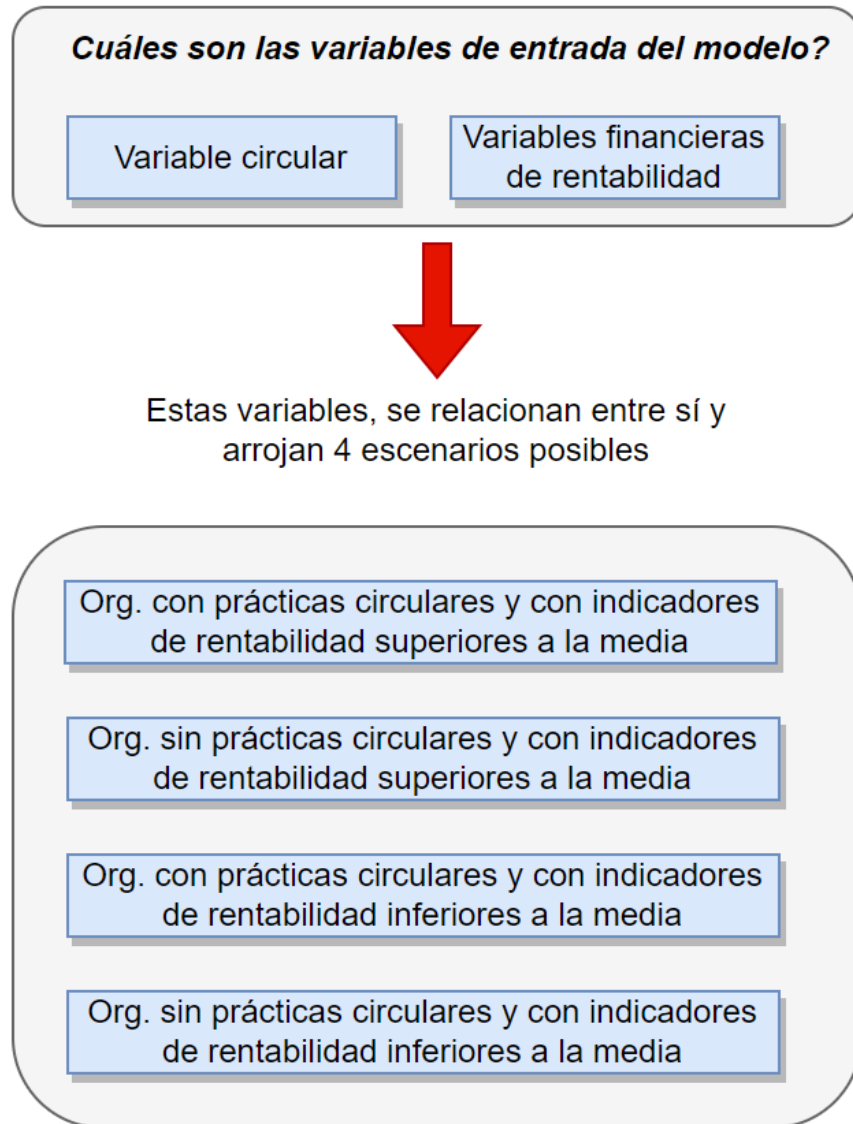 Cuáles son las variables de entrada del modelo?
Variable circular
Variables financieras
de rentabilidad
Estas variables, se relacionan entre sí y
arrojan 4 escenarios posibles
Org. con prácticas circulares y con indicadores
de rentabilidad superiores a la media
Org. sin prácticas circulares y con indicadores
de rentabilidad superiores a la media
Org. con prácticas circulares y con indicadores
de rentabilidad inferiores a la media
Org. sin prácticas circulares y con indicadores
de rentabilidad inferiores a la media